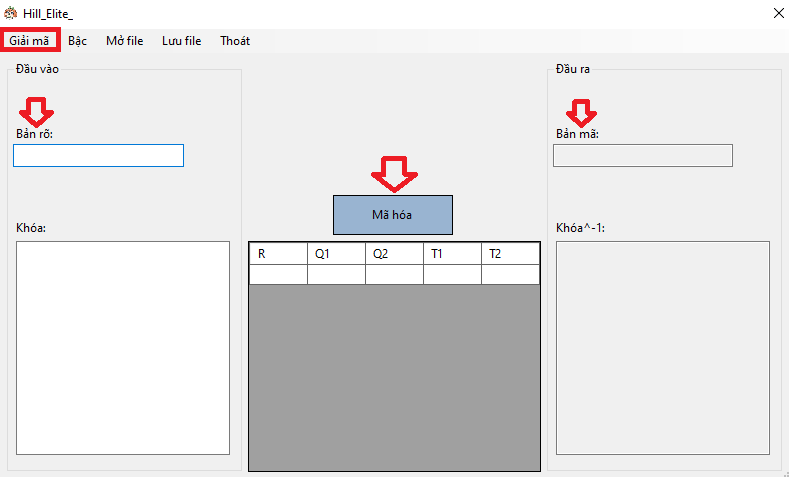 Hill_Elite_
Giải mã Bậc Mở file Lưu file Thoát
Đầu vào
Bản rõ:
Khóa:
Mã hóa
R Q1 Q2 T1 T2
Đầu ra
Bản mã:
Khóa^-1: